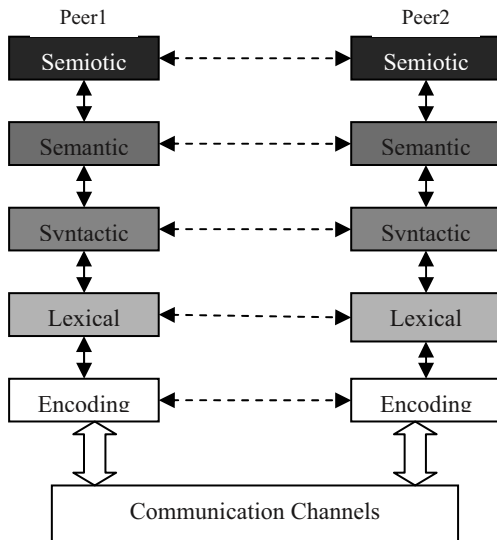 Peer1 Peer2
Semiotic Semiotic
Semantic Semantic
Syntactic Syntactic
Lexical Lexical
Encoding Encoding
Communication Channels